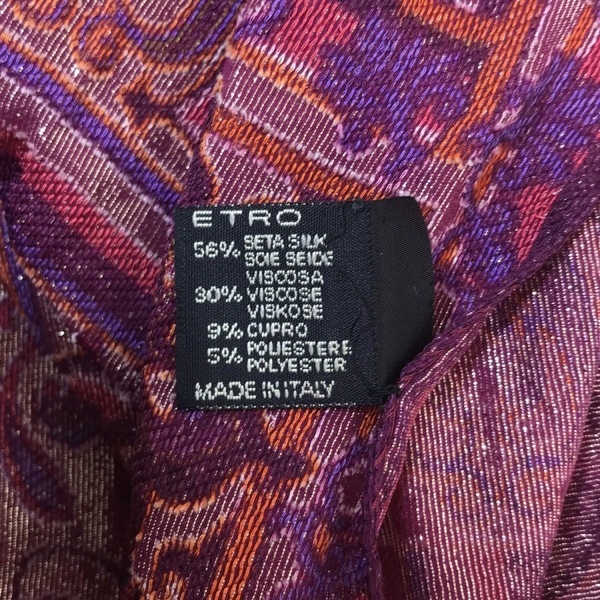 ETRO
56% SETA SILK
SOIE SEIDE
VISCOSA
30% VISCOSE
VISKOSE
9% CUPRO
5% POLIESTERE
POLYESTER
MADE IN ITALY